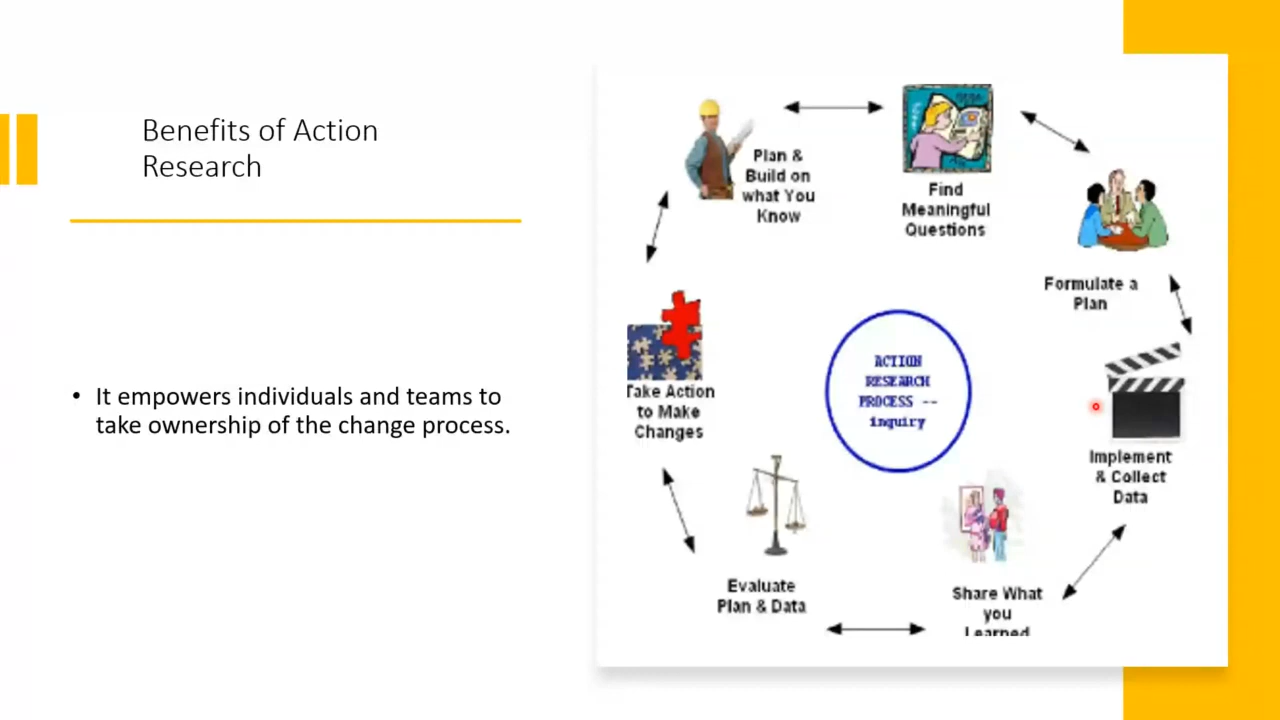 Benefits of Action
Research
• It empowers individuals and teams to
take ownership of the change process.
Plan &
Build on
what You
Know
Find
Meaningful
Questions
Formulate a
Plan
Implement
& Collect
Data
Share What
you
Learned
Evaluate
Plan & Data
Take Action
to Make
Changes
ACTION
RESEARCH
PROCESS --
inquiry